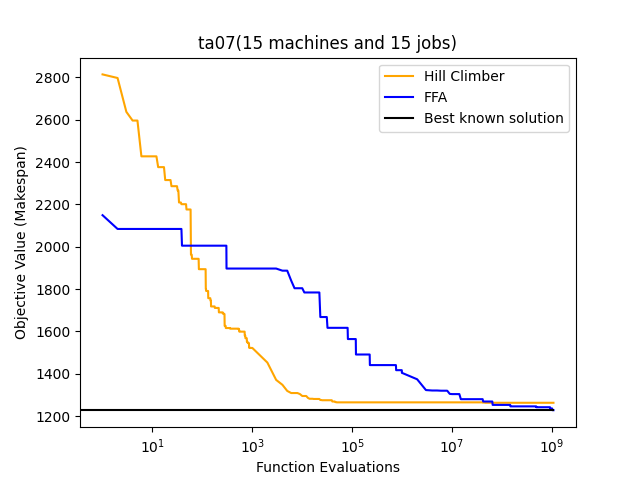 ta07(15 machines and 15 jobs)
Hill Climber
FFA
Best known solution
Objective Value (Makespan)
2800
2600
2400
2200
2000
1800
1600
1400
1200
10^1
10^3
10^5
10^7
10^9
Function Evaluations